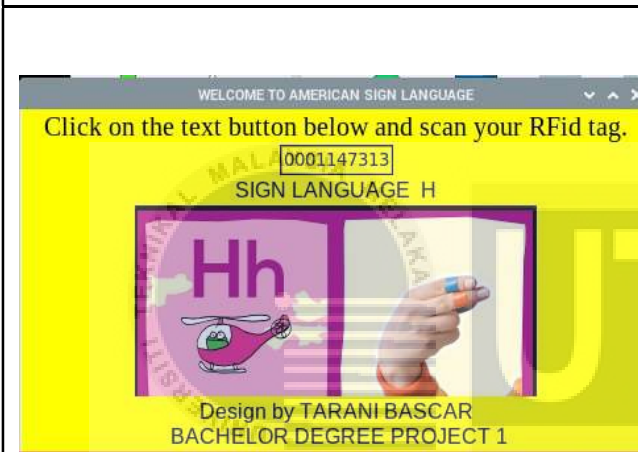 WELCOME TO AMERICAN SIGN LANGUAGE
Click on the text button below and scan your RFid tag.
0001147313
SIGN LANGUAGE H
Hh
Design by TARANI BASCAR
BACHELOR DEGREE PROJECT 1